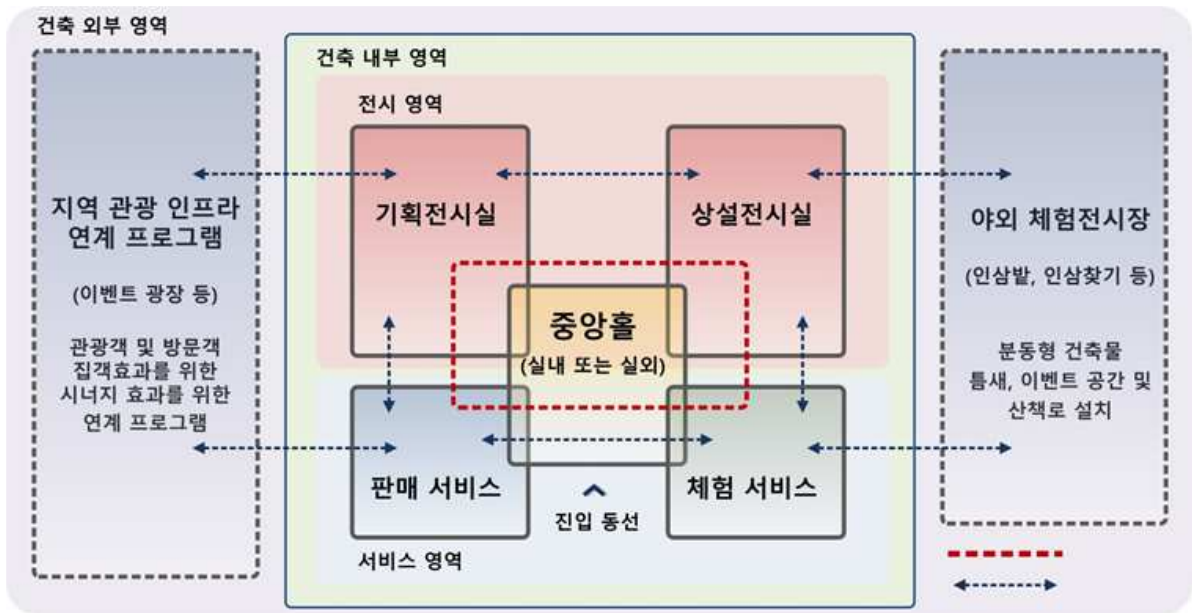 건축 외부 영역
지역 관광 인프라
연계 프로그램
(이벤트 광장 등)
관광객 및 방문객
집객효과를 위한
시너지 효과를 위한
연계 프로그램
건축 내부 영역
전시 영역
기획전시실
상설전시실
중앙홀
(실내 또는 실외)
판매 서비스
체험 서비스
진입 동선
서비스 영역
야외 체험전시장
(인삼밭, 인삼찾기 등)
분동형 건축물
틈새, 이벤트 공간 및
산책로 설치